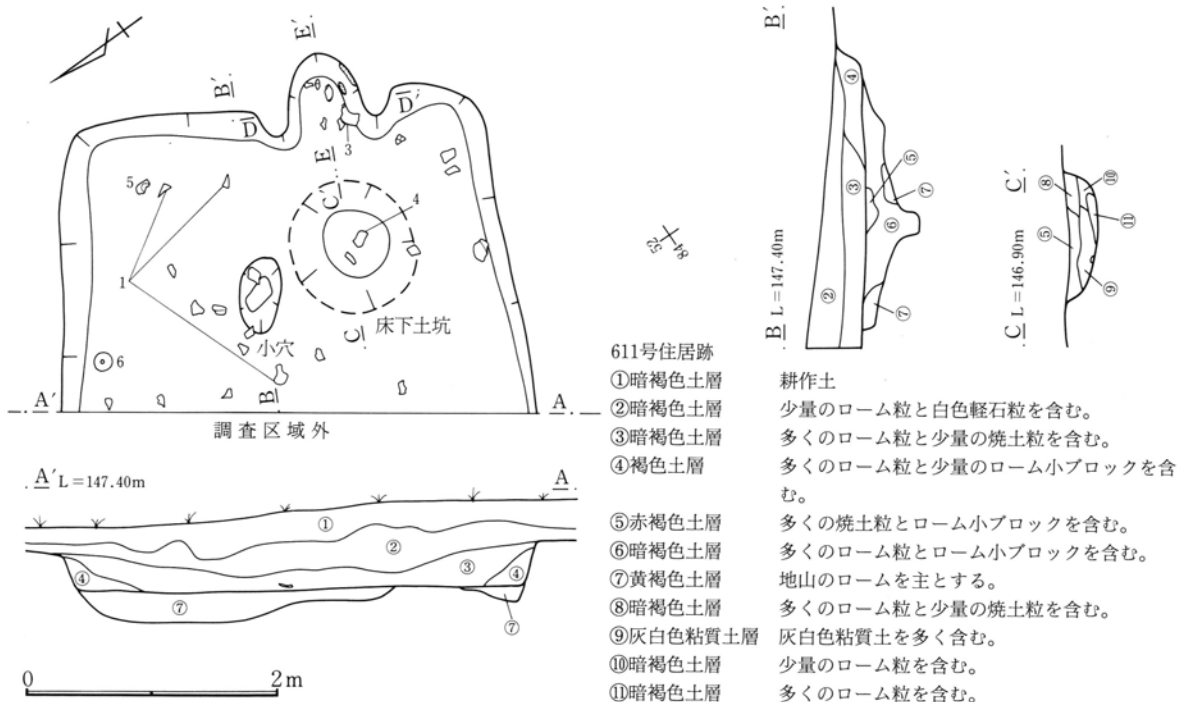 E′
B′
D
D′
3
E
5
C′
4
1
床下土坑
C
小穴
6
B
A′
A
調査区域外
A′ L=147.40m
A
①
②
③
④
④
⑦
⑦
0
2m
B′
④
③
⑤
⑦
⑥
②
⑦
B L=147.40m
C′
⑧
⑩
⑤
⑪
⑨
C L=146.90m
52
84
611号住居跡
①暗褐色土層 耕作土
②暗褐色土層 少量のローム粒と白色軽石粒を含む。
③暗褐色土層 多くのローム粒と少量の焼土粒を含む。
④褐色土層 多くのローム粒と少量のローム小ブロックを含
む。
⑤赤褐色土層 多くの焼土粒とローム小ブロックを含む。
⑥暗褐色土層 多くのローム粒とローム小ブロックを含む。
⑦黄褐色土層 地山のロームを主とする。
⑧暗褐色土層 多くのローム粒と少量の焼土粒を含む。
⑨灰白色粘質土層 灰白色粘質土を多く含む。
⑩暗褐色土層 少量のローム粒を含む。
⑪暗褐色土層 多くのローム粒を含む。